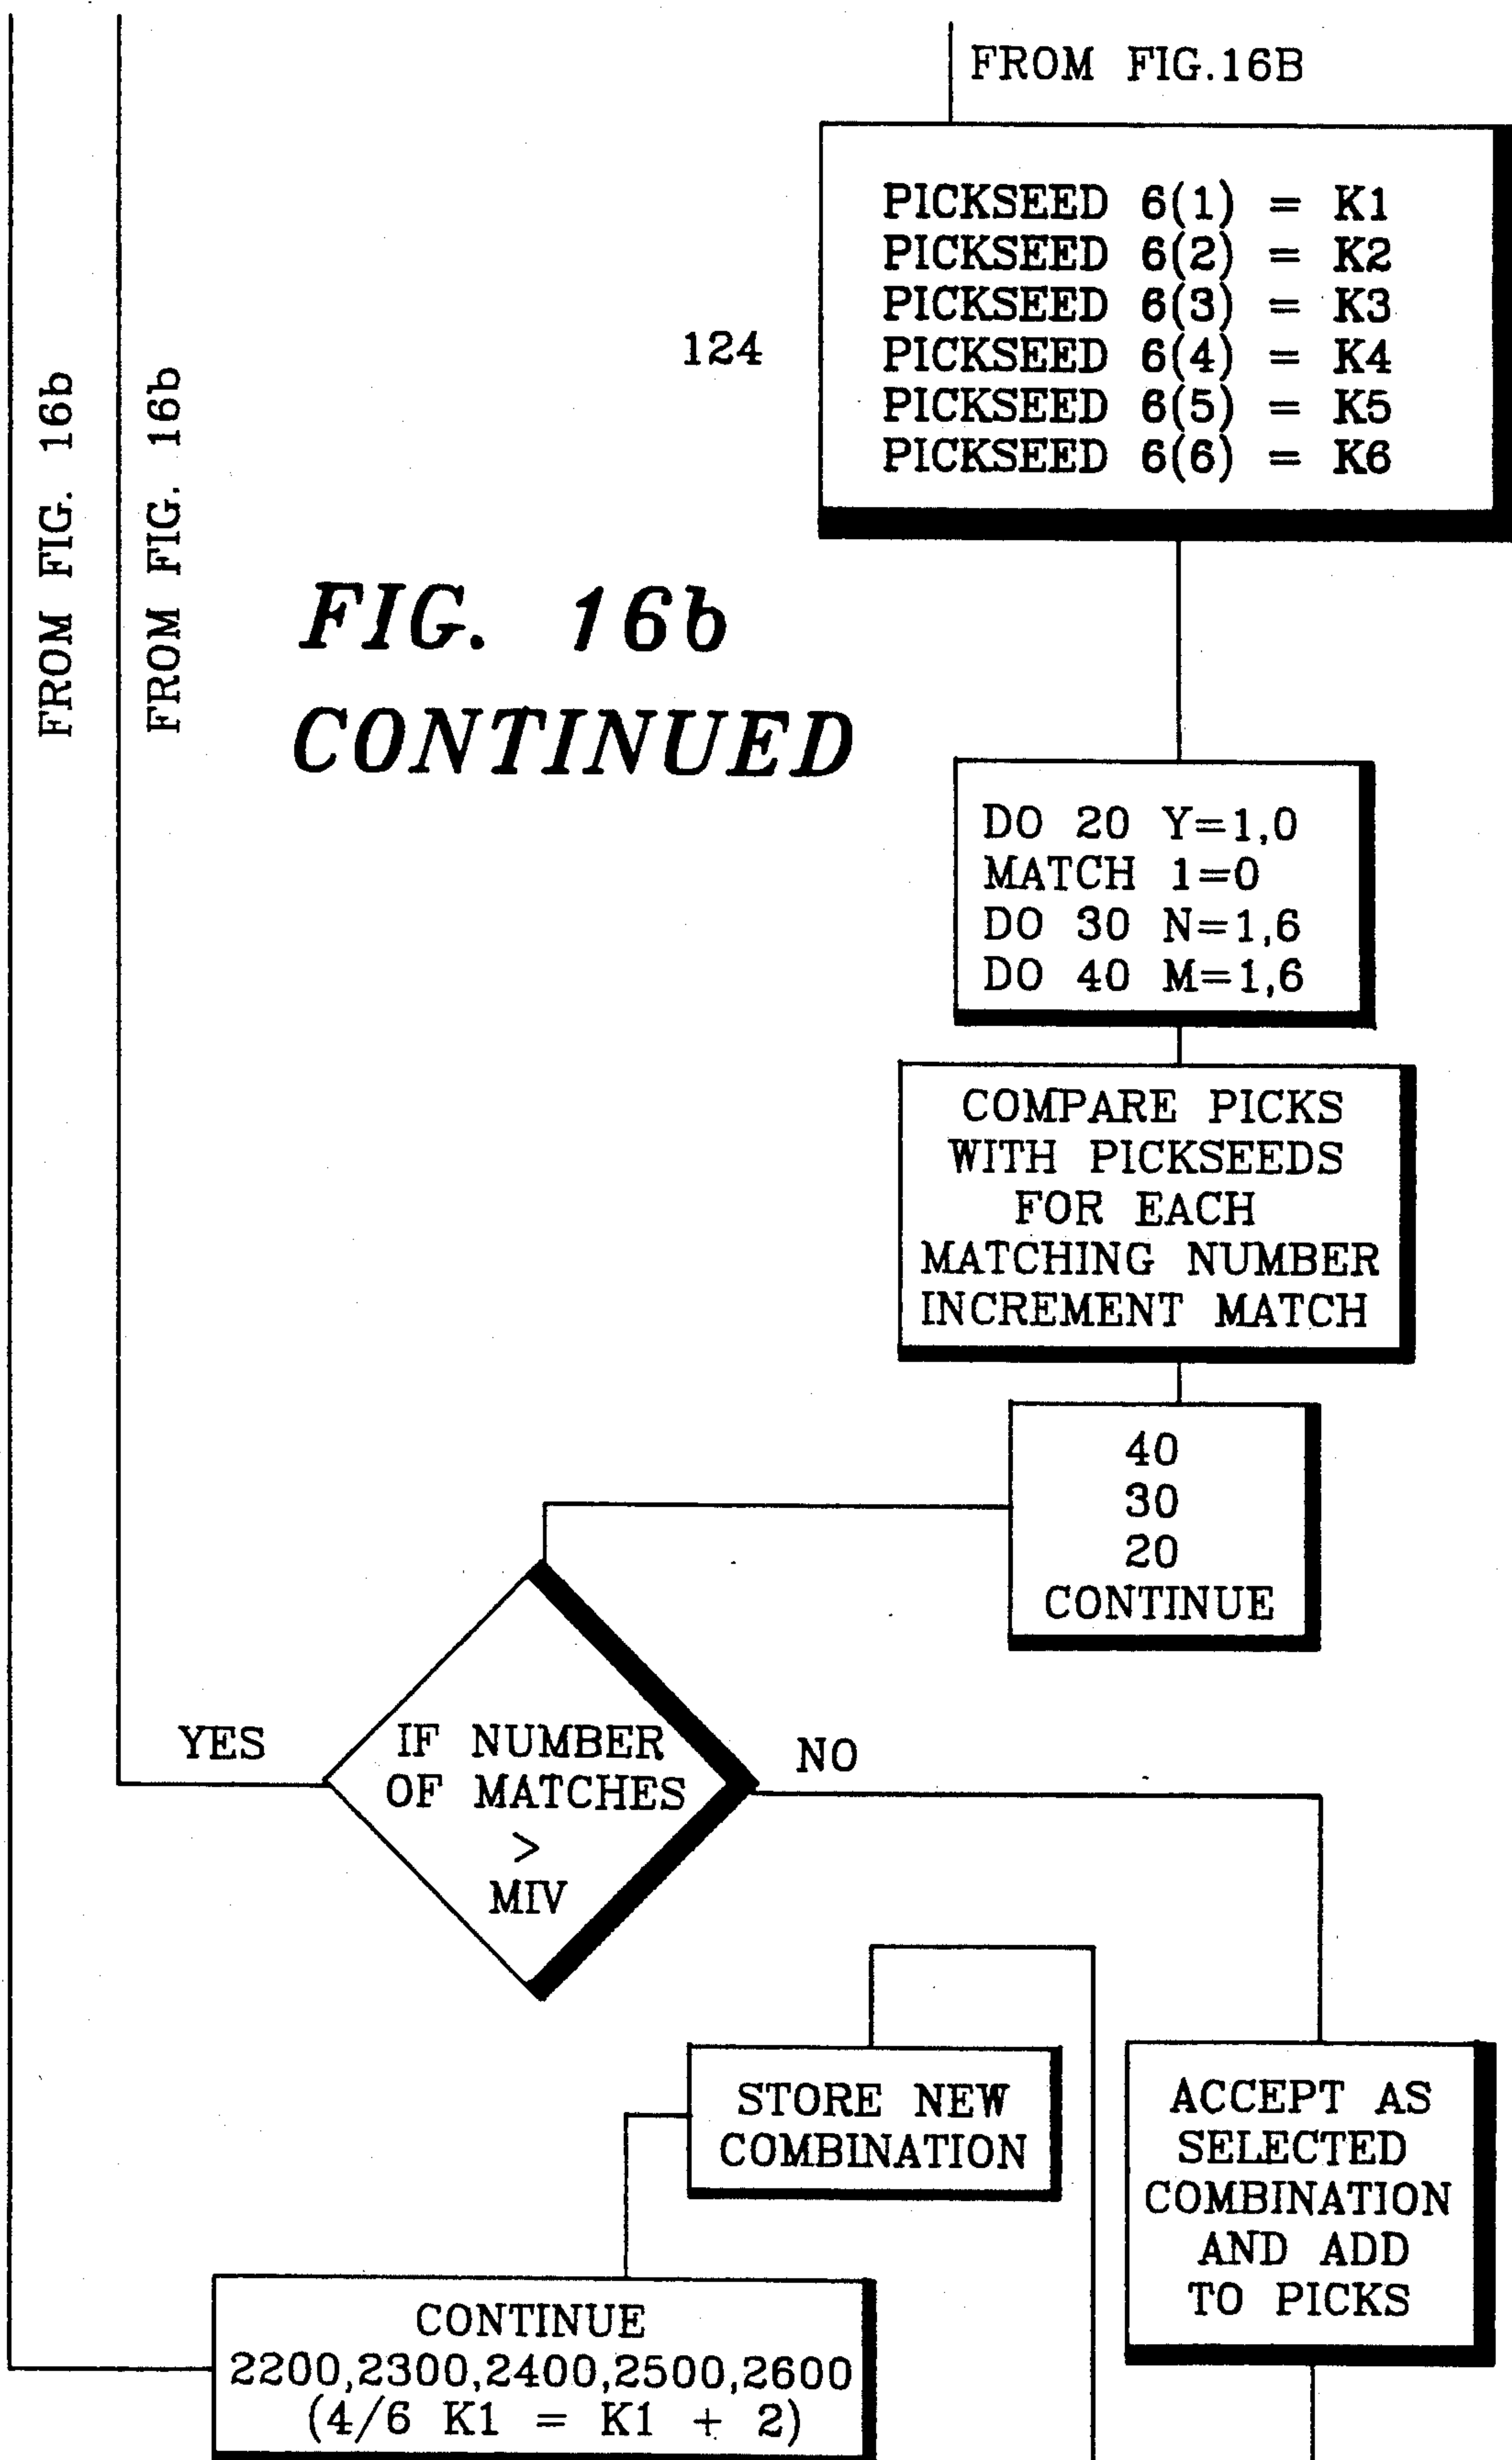 FROM FIG.16B
PICKSEED 6(1) = K1
PICKSEED 6(2) = K2
PICKSEED 6(3) = K3
PICKSEED 6(4) = K4
PICKSEED 6(5) = K5
PICKSEED 6(6) = K6
124
FROM FIG. 16b
FROM FIG. 16b
FIG. 16b
CONTINUED
DO 20 Y=1,0
MATCH 1=0
DO 30 N=1,6
DO 40 M=1,6
COMPARE PICKS
WITH PICKSEEDS
FOR EACH
MATCHING NUMBER
INCREMENT MATCH
40
30
20
CONTINUE
YES
IF NUMBER
OF MATCHES
>
MIV
NO
STORE NEW
COMBINATION
ACCEPT AS
SELECTED
COMBINATION
AND ADD
TO PICKS
CONTINUE
2200,2300,2400,2500,2600
(4/6 K1 = K1 + 2)